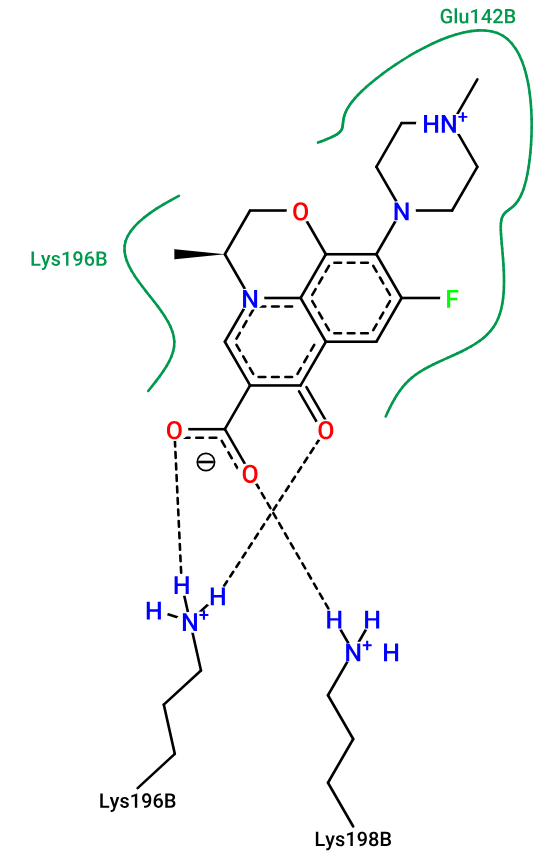 Glu142B
HN+
O
N
Lys196B
N
F
O
O
⊖
O
H
H
H
N+
H
H
N+
H
Lys196B
Lys198B